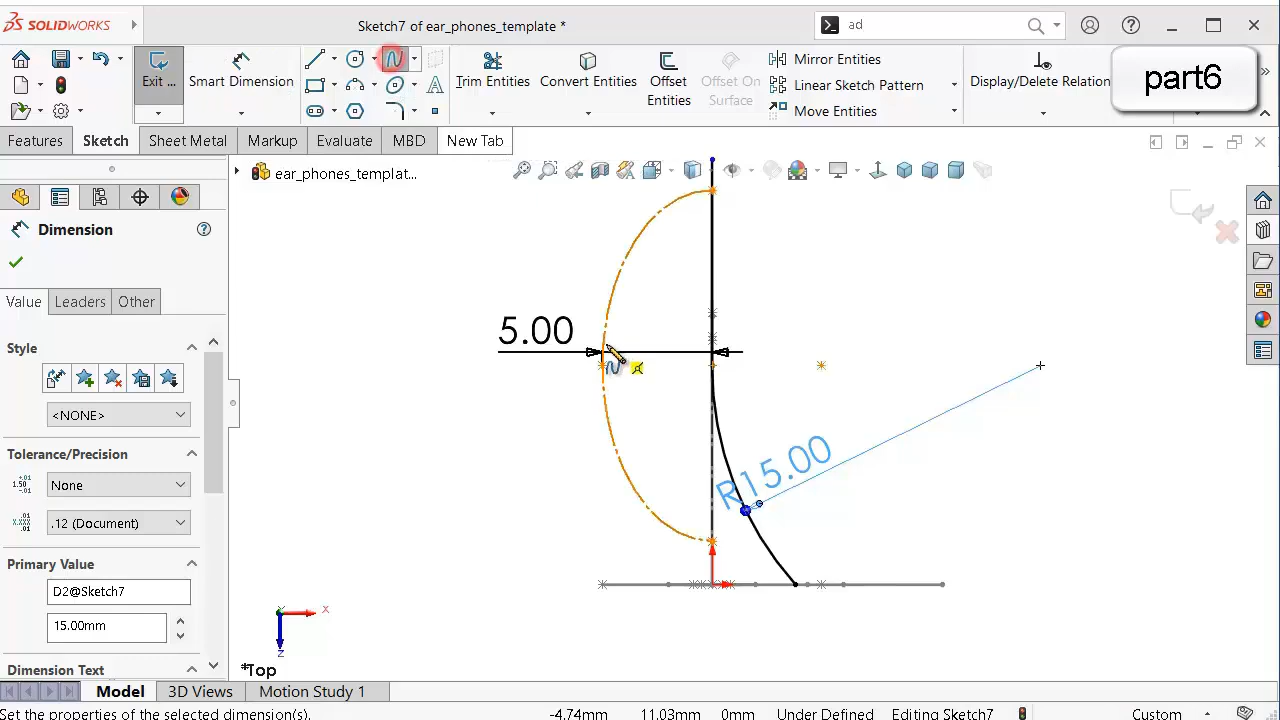 SOLIDWORKS
Sketch7 of ear_phones_template *
ad
Exit ...
Smart Dimension
Trim Entities
Convert Entities
Offset
Entities
Offset On
Surface
Mirror Entities
Linear Sketch Pattern
Move Entities
Display/Delete Relation
part6
Features
Sketch
Sheet Metal
Markup
Evaluate
MBD
New Tab
ear_phones_templat...
Dimension
Value
Leaders
Other
Style
<NONE>
Tolerance/Precision
None
.12 (Document)
Primary Value
D2@Sketch7
15.00mm
Dimension Text
5.00
R15.00
X
Z
*Top
Model
3D Views
Motion Study 1
Set the properties of the selected dimension(s).
-4.74mm
11.03mm
0mm
Under Defined
Editing Sketch7
Custom